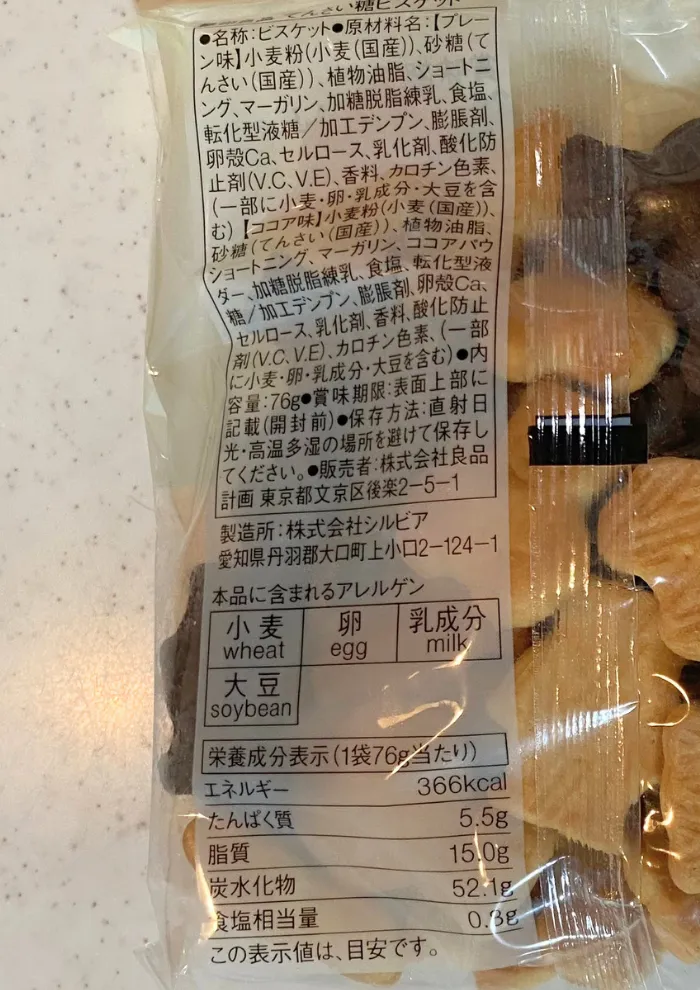 てんさい糖ビスケット
●名称:ビスケット●原材料名:【プレー
ン味】小麦粉(小麦(国産))、砂糖(て
んさい(国産))、植物油脂、ショートニ
ング、マーガリン、加糖脱脂練乳、食塩、
転化型液糖/加工デンプン、膨脹剤、
卵殻Ca、セルロース、乳化剤、酸化防
止剤(V.C、V.E)、香料、カロチン色素、
(一部に小麦・卵・乳成分・大豆を含
む)【ココア味】小麦粉(小麦(国産))、
砂糖(てんさい(国産))、植物油脂、
ショートニング、マーガリン、ココアパウ
ダー、加糖脱脂練乳、食塩、転化型液
糖/加工デンプン、膨脹剤、卵殻Ca、
セルロース、乳化剤、香料、酸化防止
剤(V.C、V.E)、カロチン色素、(一部
に小麦・卵・乳成分・大豆を含む)●内
容量:76g●賞味期限:表面上部に
記載(開封前)●保存方法:直射日
光・高温多湿の場所を避けて保存し
てください。●販売者:株式会社良品
計画 東京都文京区後楽2-5-1
製造所:株式会社シルビア
愛知県丹羽郡大口町上小口2-124-1
本品に含まれるアレルゲン
小麦 卵 乳成分
wheat egg milk
大豆
soybean
栄養成分表示(1袋76g当たり)
エネルギー 366kcal
たんぱく質 5.5g
脂質 15.0g
炭水化物 52.1g
食塩相当量 0.3g
この表示値は、目安です。